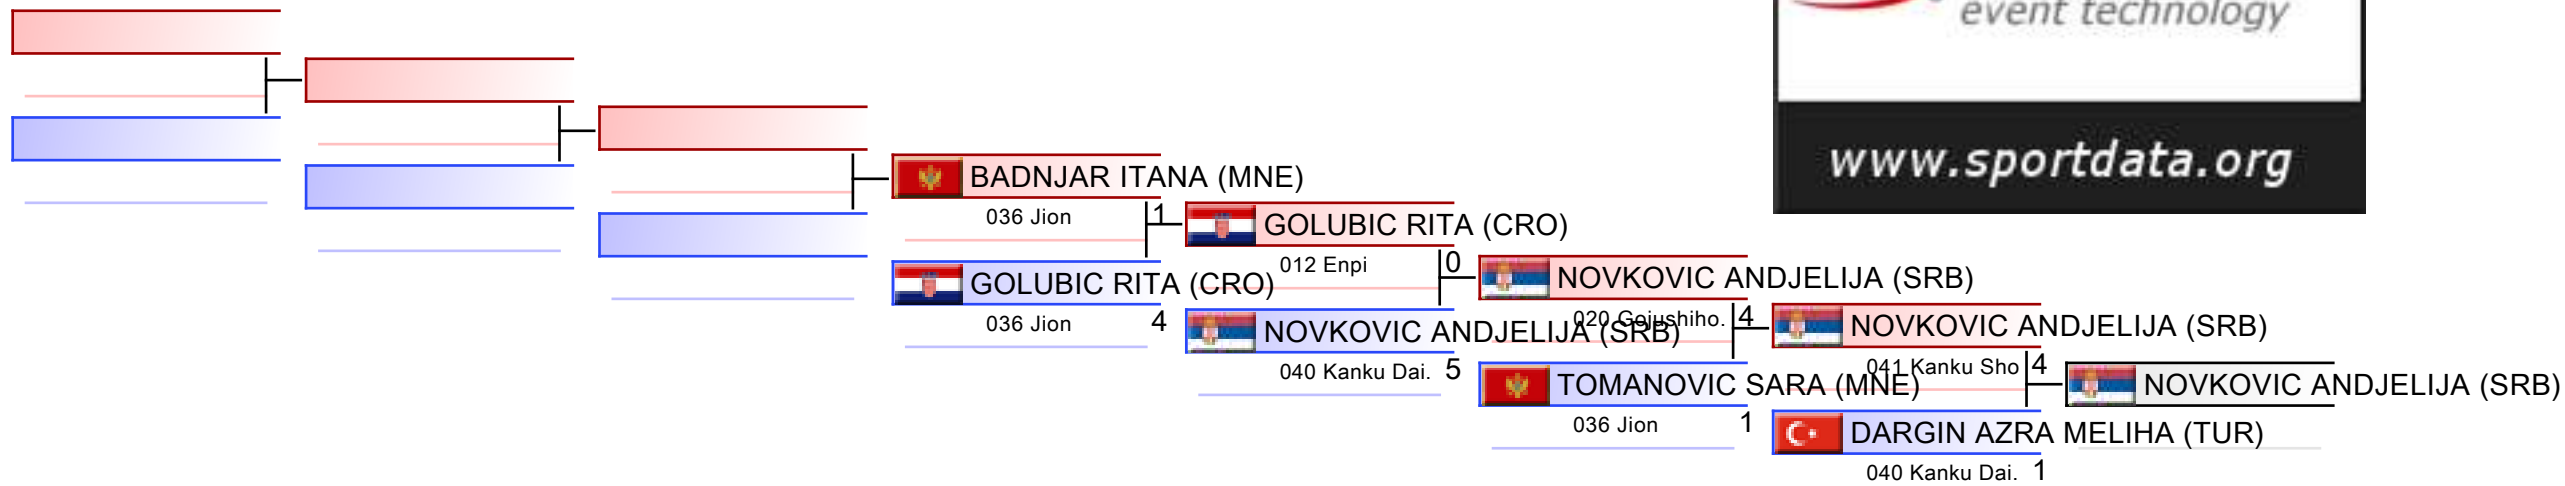 event technology
www.sportdata.org
BADNJAR ITANA (MNE)
036 Jion
1
GOLUBIC RITA (CRO)
036 Jion
4
GOLUBIC RITA (CRO)
012 Enpi
0
NOVKOVIC ANDJELIJA (SRB)
040 Kanku Dai.
5
NOVKOVIC ANDJELIJA (SRB)
020 Gojushiho.
4
TOMANOVIC SARA (MNE)
036 Jion
1
NOVKOVIC ANDJELIJA (SRB)
041 Kanku Sho
4
DARGIN AZRA MELIHA (TUR)
040 Kanku Dai.
1
NOVKOVIC ANDJELIJA (SRB)